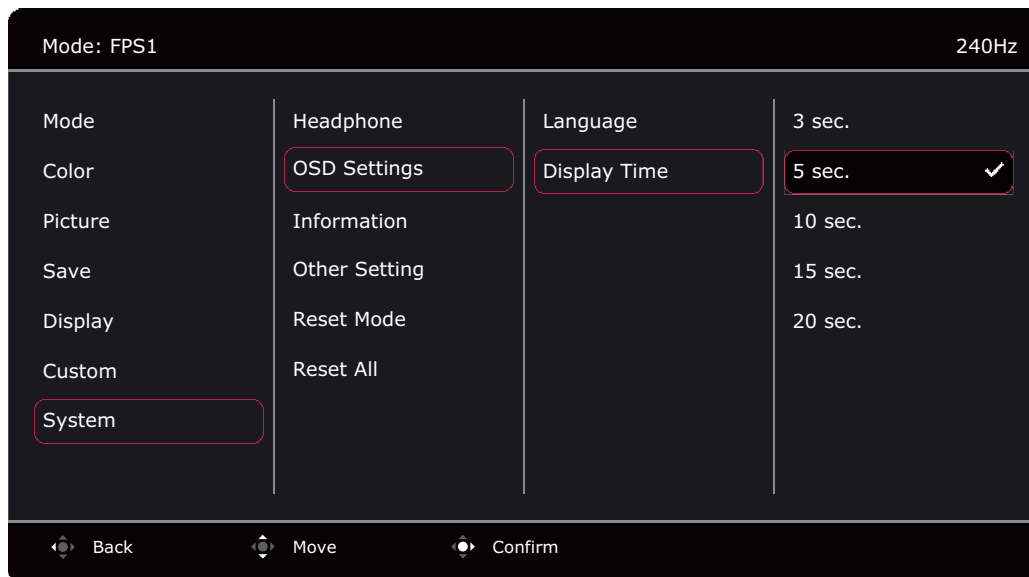 Mode: FPS1
240Hz
Mode
Color
Picture
Save
Display
Custom
System
Headphone
OSD Settings
Information
Other Setting
Reset Mode
Reset All
Language
Display Time
3 sec.
5 sec.
10 sec.
15 sec.
20 sec.
Back
Move
Confirm